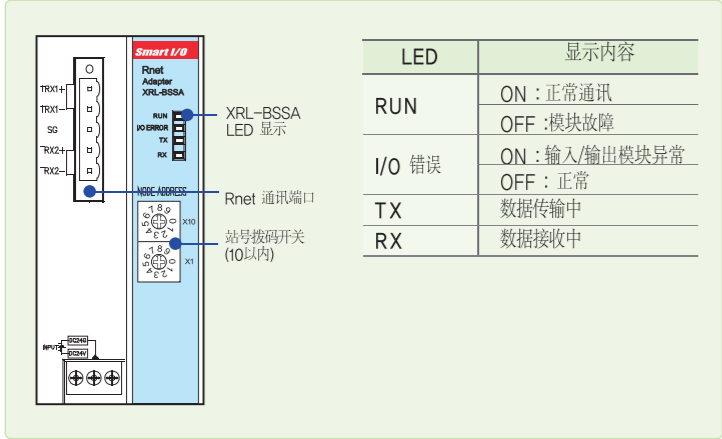 Smart I/O
Rnet
Adapter
XRL-BSSA
RUN
I/O ERROR
TX
RX
TRX1+
TRX1-
SG
TRX2+
TRX2-
NODE ADDRESS
X10
X1
INPUT
DC24G
DC24V
XRL-BSSA
LED 显示
Rnet 通讯端口
站号拨码开关
(10以内)
LED 显示内容
RUN ON : 正常通讯
OFF :模块故障
I/O 错误 ON : 输入/输出模块异常
OFF : 正常
TX 数据传输中
RX 数据接收中